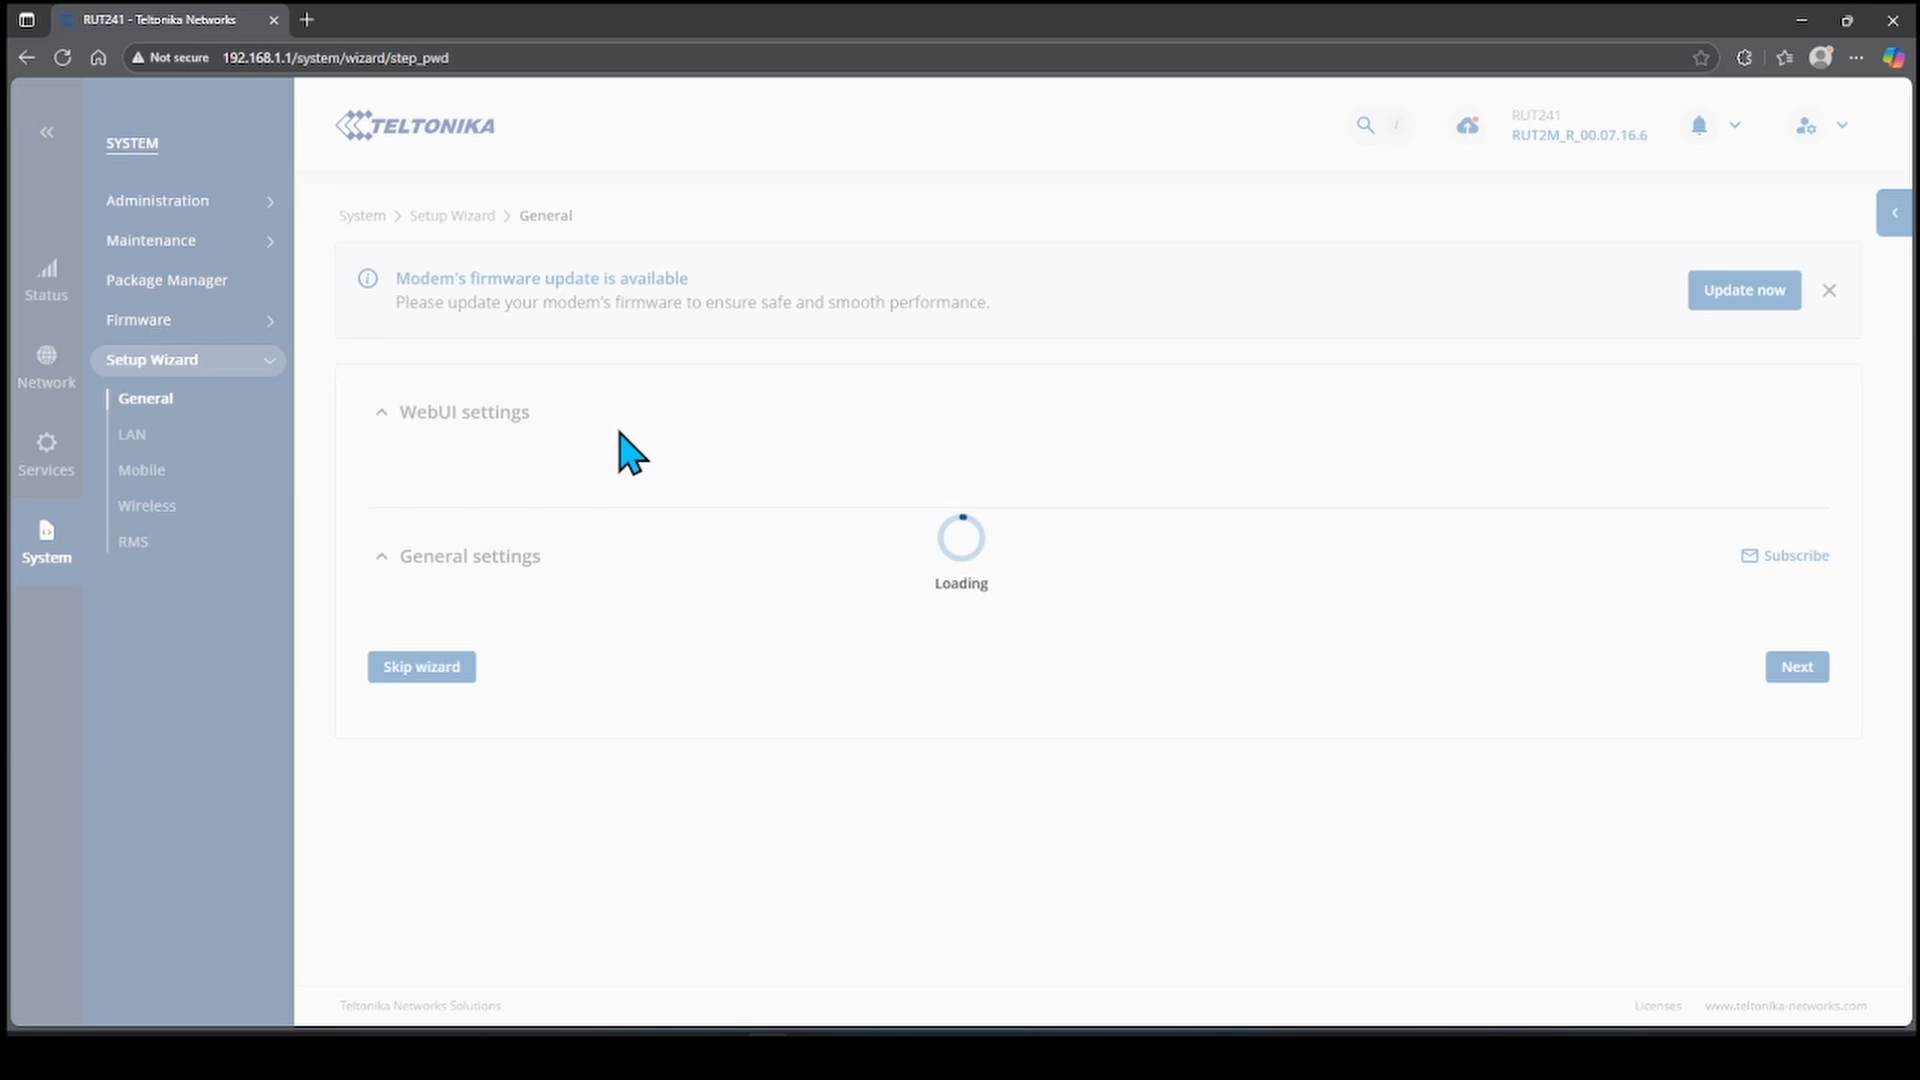 RUT241 - Teltonika Networks
Not secure 192.168.1.1/system/wizard/step_pwd
SYSTEM
Administration
Maintenance
Package Manager
Firmware
Setup Wizard
General
LAN
Mobile
Wireless
RMS
Status
Network
Services
System
TELTONIKA
/
RUT241
RUT2M_R_00.07.16.6
System > Setup Wizard > General
Modem's firmware update is available
Please update your modem's firmware to ensure safe and smooth performance.
Update now
WebUI settings
Loading
General settings
Subscribe
Skip wizard
Next
Teltonika Networks Solutions
Licenses www.teltonika-networks.com